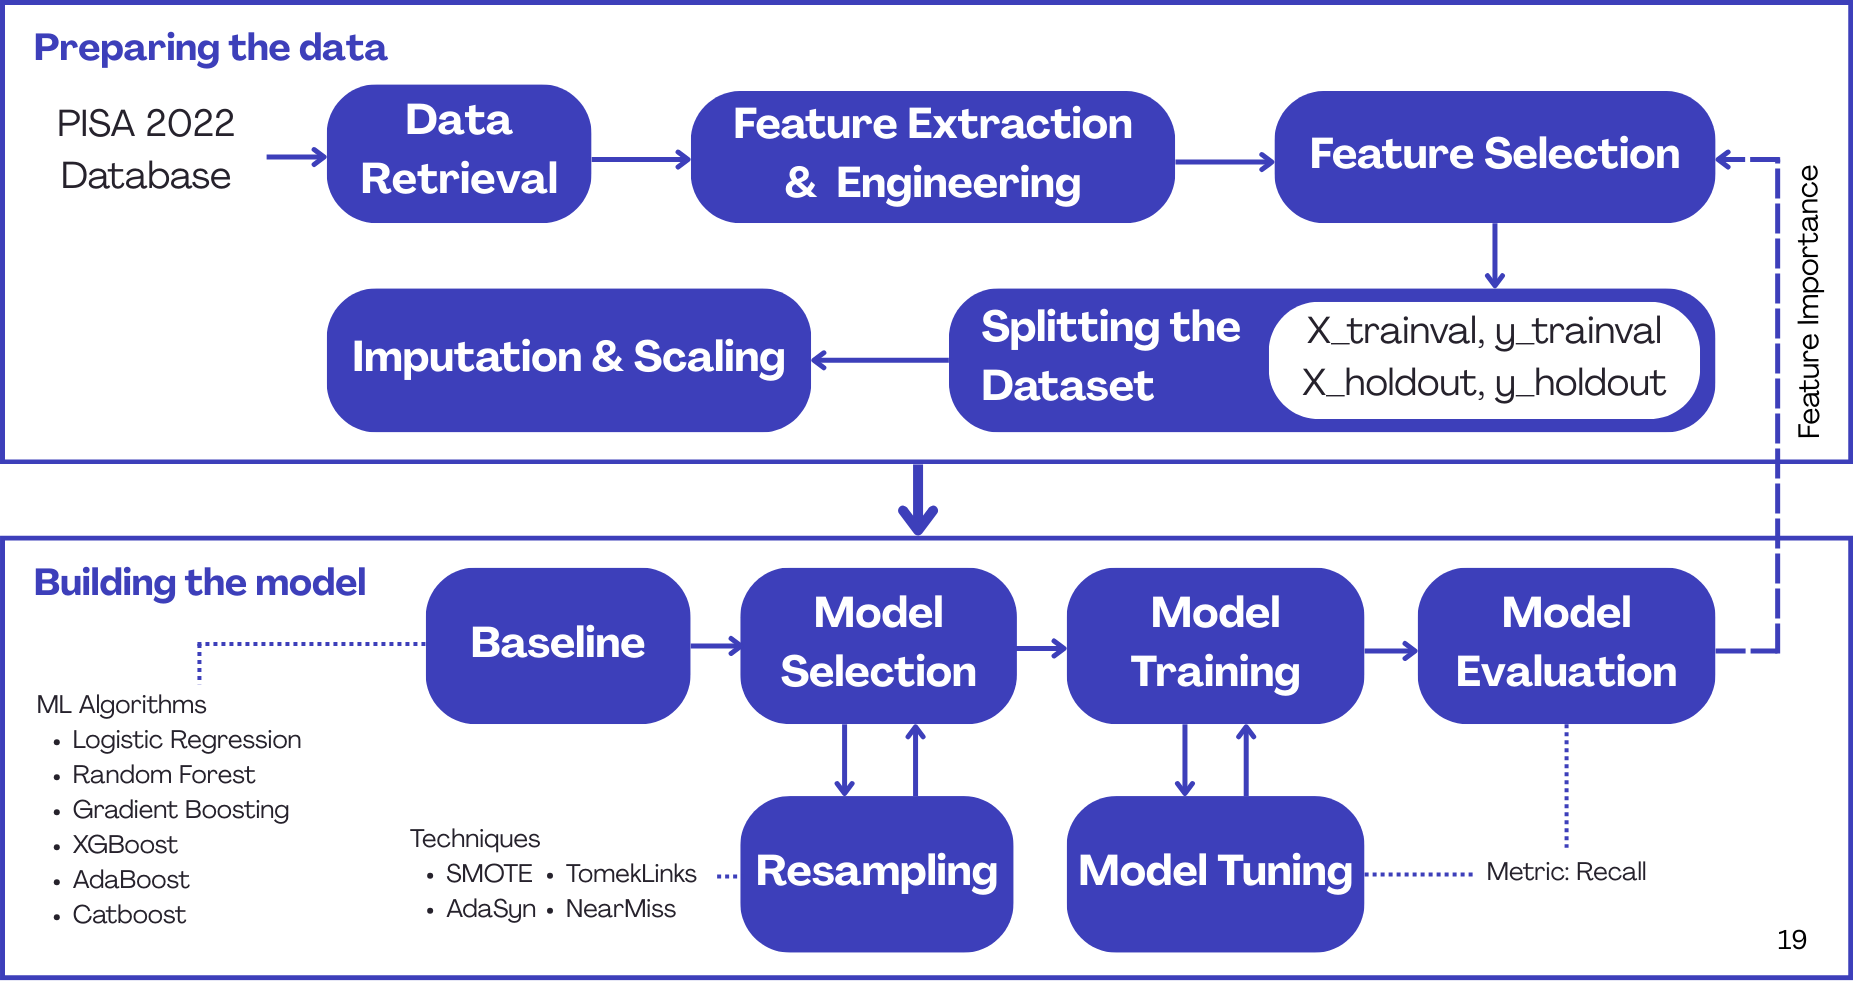 Preparing the data
PISA 2022
Database
Data
Retrieval
Feature Extraction
& Engineering
Feature Selection
Imputation & Scaling
Splitting the
Dataset
X_trainval, y_trainval
X_holdout, y_holdout
Feature Importance
Building the model
Baseline
Model
Selection
Model
Training
Model
Evaluation
ML Algorithms
• Logistic Regression
• Random Forest
• Gradient Boosting
• XGBoost
• AdaBoost
• Catboost
Techniques
• SMOTE • TomekLinks
• AdaSyn • NearMiss
Resampling
Model Tuning
Metric: Recall
19